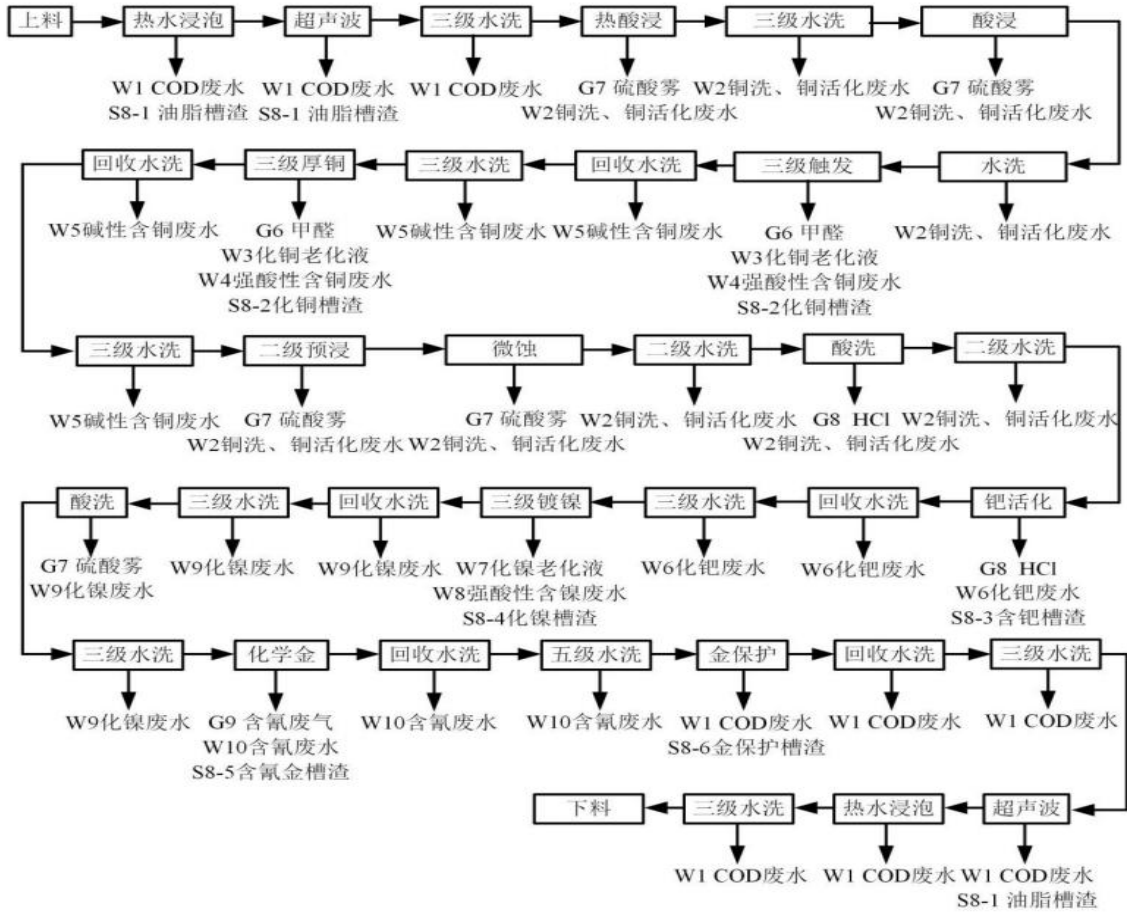 上料
热水浸泡
超声波
三级水洗
热酸浸
三级水洗
酸浸
W1 COD废水
S8-1 油脂槽渣
W1 COD废水
S8-1 油脂槽渣
W1 COD废水
G7 硫酸雾
W2铜洗、铜活化废水
W2铜洗、铜活化废水
G7 硫酸雾
W2铜洗、铜活化废水
回收水洗
三级厚铜
三级水洗
回收水洗
三级触发
水洗
W5碱性含铜废水
G6 甲醛
W3化铜老化液
W4强酸性含铜废水
S8-2化铜槽渣
W5碱性含铜废水
W5碱性含铜废水
G6 甲醛
W3化铜老化液
W4强酸性含铜废水
S8-2化铜槽渣
W2铜洗、铜活化废水
三级水洗
二级预浸
微蚀
二级水洗
酸洗
二级水洗
W5碱性含铜废水
G7 硫酸雾
W2铜洗、铜活化废水
G7 硫酸雾
W2铜洗、铜活化废水
W2铜洗、铜活化废水
G8 HCl
W2铜洗、铜活化废水
W2铜洗、铜活化废水
酸洗
三级水洗
回收水洗
三级镀镍
三级水洗
回收水洗
钯活化
G7 硫酸雾
W9化镍废水
W9化镍废水
W9化镍废水
W7化镍老化液
W8强酸性含镍废水
S8-4化镍槽渣
W6化钯废水
W6化钯废水
G8 HCl
W6化钯废水
S8-3含钯槽渣
三级水洗
化学金
回收水洗
五级水洗
金保护
回收水洗
三级水洗
W9化镍废水
G9 含氰废气
W10含氰废水
S8-5含氰金槽渣
W10含氰废水
W10含氰废水
W1 COD废水
S8-6金保护槽渣
W1 COD废水
W1 COD废水
下料
三级水洗
热水浸泡
超声波
W1 COD废水
W1 COD废水
W1 COD废水
S8-1 油脂槽渣